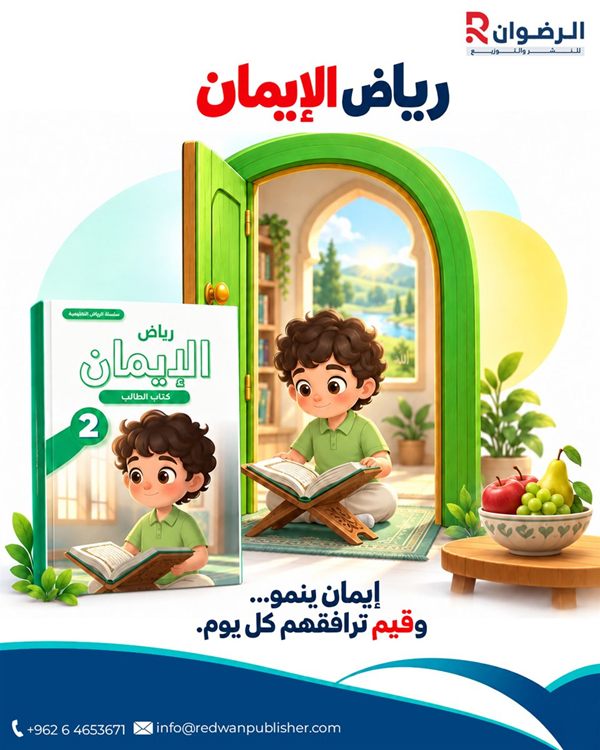 الرضوان
للنشر والتوزيع
رياض الإيمان
سلسلة الرياض التعليمية
رياض
الإيمان
كتاب الطالب
2
إيمان ينمو...
وقيم ترافقهم كل يوم.
+962 6 4653671 info@redwanpublisher.com